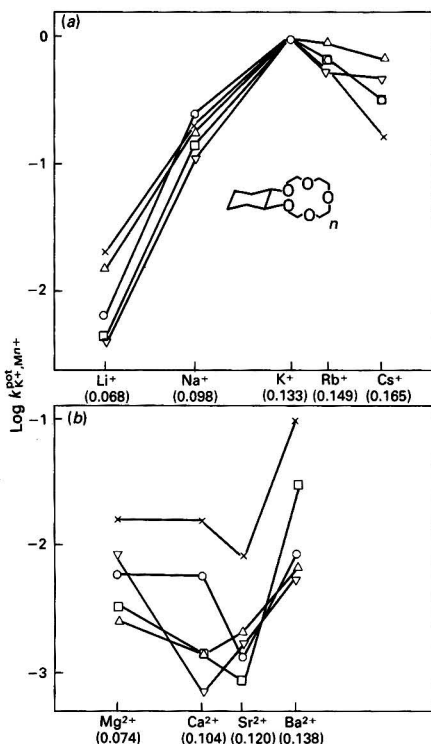 (a)
0
−1
−2
O
O
O
O
O
n
Li⁺ Na⁺ K⁺ Rb⁺ Cs⁺
(0.068) (0.098) (0.133) (0.149) (0.165)
Log k^{pot}_{K⁺,Mn+}
(b)
−1
−2
−3
Mg²⁺ Ca²⁺ Sr²⁺ Ba²⁺
(0.074) (0.104) (0.120) (0.138)